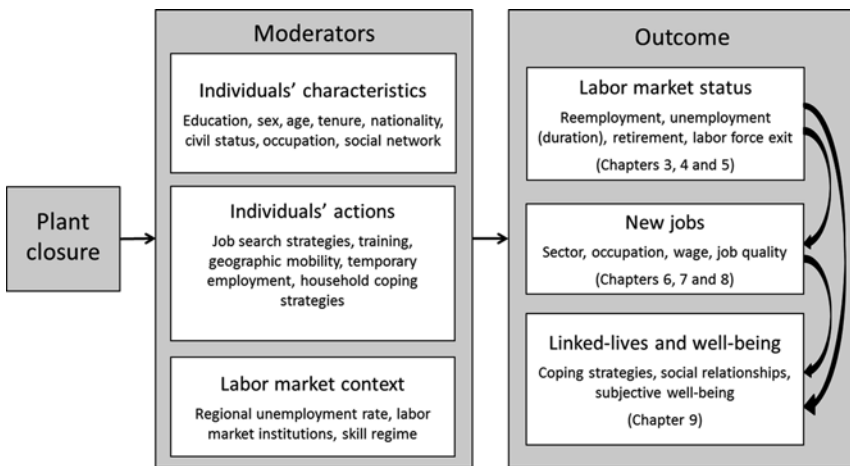 Plant
closure
Moderators
Individuals' characteristics
Education, sex, age, tenure, nationality,
civil status, occupation, social network
Individuals' actions
Job search strategies, training,
geographic mobility, temporary
employment, household coping
strategies
Labor market context
Regional unemployment rate, labor
market institutions, skill regime
Outcome
Labor market status
Reemployment, unemployment
(duration), retirement, labor force exit
(Chapters 3, 4 and 5)
New jobs
Sector, occupation, wage, job quality
(Chapters 6, 7 and 8)
Linked-lives and well-being
Coping strategies, social relationships,
subjective well-being
(Chapter 9)